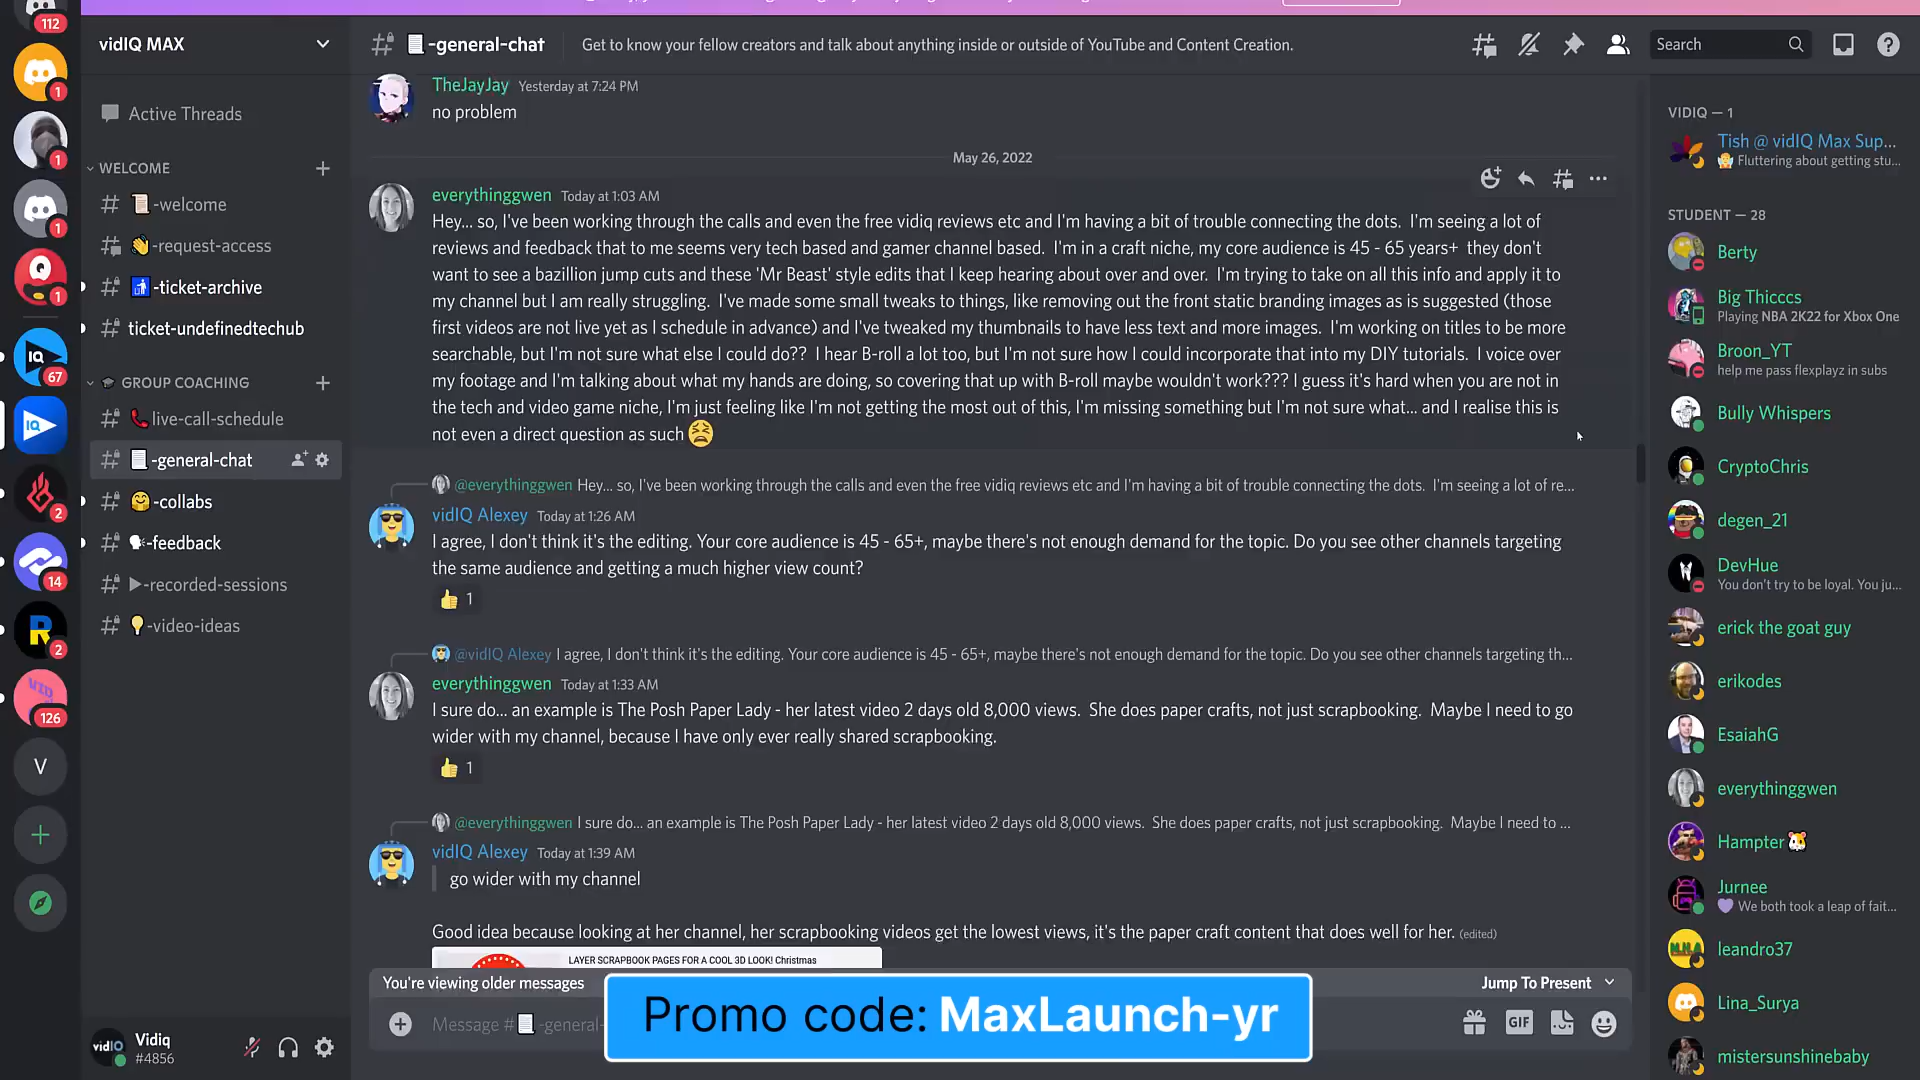 112
vidIQ MAX
-general-chat
Get to know your fellow creators and talk about anything inside or outside of YouTube and Content Creation.
Search
1
Active Threads
WELCOME
-welcome
-request-access
-ticket-archive
ticket-undefinedtechub
GROUP COACHING
live-call-schedule
-general-chat
-collabs
-feedback
-recorded-sessions
-video-ideas
1
1
1
IQ
67
IQ
2
14
R
2
VID
126
V
vidIQ
Vidiq
#4856
TheJayJay Yesterday at 7:24 PM
no problem
May 26, 2022
everythinggwen Today at 1:03 AM
Hey... so, I've been working through the calls and even the free vidiq reviews etc and I'm having a bit of trouble connecting the dots. I'm seeing a lot of
reviews and feedback that to me seems very tech based and gamer channel based. I'm in a craft niche, my core audience is 45 - 65 years+ they don't
want to see a bazillion jump cuts and these 'Mr Beast' style edits that I keep hearing about over and over. I'm trying to take on all this info and apply it to
my channel but I am really struggling. I've made some small tweaks to things, like removing out the front static branding images as is suggested (those
first videos are not live yet as I schedule in advance) and I've tweaked my thumbnails to have less text and more images. I'm working on titles to be more
searchable, but I'm not sure what else I could do?? I hear B-roll a lot too, but I'm not sure how I could incorporate that into my DIY tutorials. I voice over
my footage and I'm talking about what my hands are doing, so covering that up with B-roll maybe wouldn't work??? I guess it's hard when you are not in
the tech and video game niche, I'm just feeling like I'm not getting the most out of this, I'm missing something but I'm not sure what... and I realise this is
not even a direct question as such
@everythinggwen Hey... so, I've been working through the calls and even the free vidiq reviews etc and I'm having a bit of trouble connecting the dots. I'm seeing a lot of re...
vidIQ Alexey Today at 1:26 AM
I agree, I don't think it's the editing. Your core audience is 45 - 65+, maybe there's not enough demand for the topic. Do you see other channels targeting
the same audience and getting a much higher view count?
1
@vidIQ Alexey I agree, I don't think it's the editing. Your core audience is 45 - 65+, maybe there's not enough demand for the topic. Do you see other channels targeting th...
everythinggwen Today at 1:33 AM
I sure do... an example is The Posh Paper Lady - her latest video 2 days old 8,000 views. She does paper crafts, not just scrapbooking. Maybe I need to go
wider with my channel, because I have only ever really shared scrapbooking.
1
@everythinggwen I sure do... an example is The Posh Paper Lady - her latest video 2 days old 8,000 views. She does paper crafts, not just scrapbooking. Maybe I need to ...
vidIQ Alexey Today at 1:39 AM
go wider with my channel
Good idea because looking at her channel, her scrapbooking videos get the lowest views, it's the paper craft content that does well for her. (edited)
LAYER SCRAPBOOK PAGES FOR A COOL 3D LOOK! Christmas
You're viewing older messages
Jump To Present
Message # -general-
GIF
Promo code: MaxLaunch-yr
VIDIQ — 1
Tish @ vidIQ Max Sup...
Fluttering about getting stu...
STUDENT — 28
Berty
Big Thicccs
Playing NBA 2K22 for Xbox One
Broon_YT
help me pass flexplayz in subs
Bully Whispers
CryptoChris
degen_21
DevHue
You don't try to be loyal. You ju...
erick the goat guy
erikodes
EsaiahG
everythinggwen
Hampter
Jurnee
We both took a leap of fait...
leandro37
Lina_Surya
mistersunshinebaby